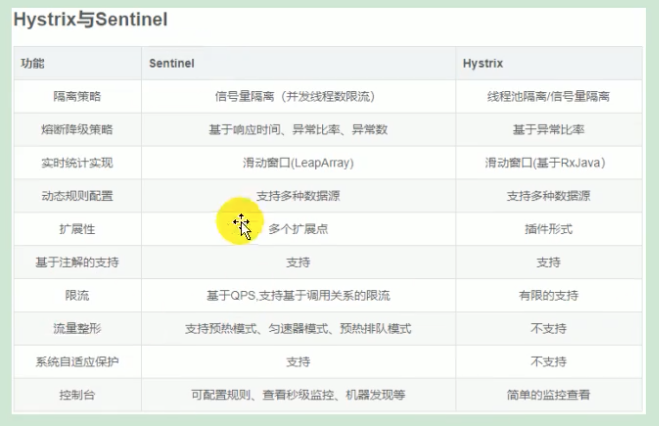 Hystrix与Sentinel
功能 Sentinel Hystrix
隔离策略 信号量隔离（并发线程数限流） 线程池隔离/信号量隔离
熔断降级策略 基于响应时间、异常比率、异常数 基于异常比率
实时统计实现 滑动窗口(LeapArray) 滑动窗口(基于RxJava）
动态规则配置 支持多种数据源 支持多种数据源
扩展性 多个扩展点 插件形式
基于注解的支持 支持 支持
限流 基于QPS,支持基于调用关系的限流 有限的支持
流量整形 支持预热模式、匀速器模式、预热排队模式 不支持
系统自适应保护 支持 不支持
控制台 可配置规则、查看秒级监控、机器发现等 简单的监控查看